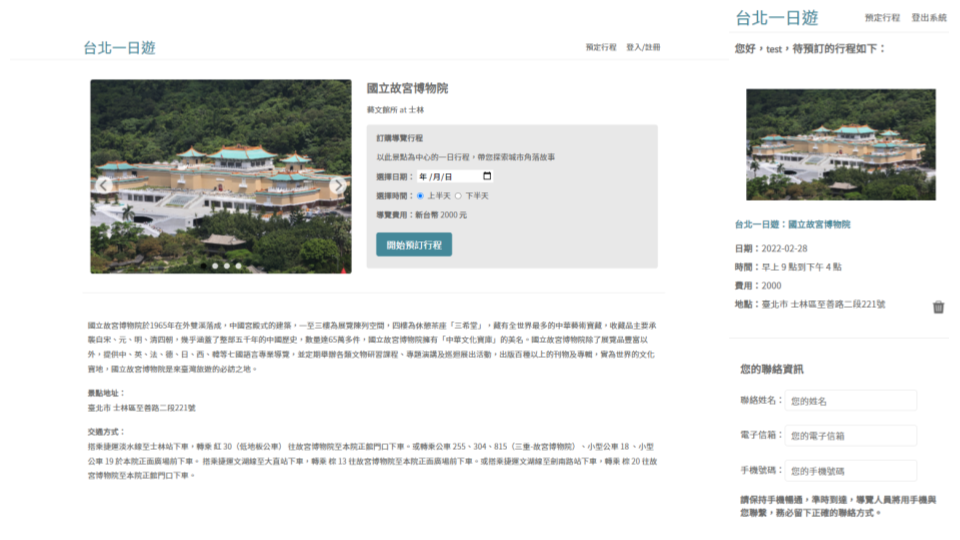 台北一日遊
預定行程 登入/註冊
國立故宮博物院
藝文館所 at 士林
訂購導覽行程
以此景點為中心的一日行程，帶您探索城市角落故事
選擇日期： 年 /月/日
選擇時間： 上半天 下半天
導覽費用：新台幣 2000 元
開始預訂行程
國立故宮博物院於1965年在外雙溪落成，中國宮殿式的建築，一至三樓為展覽陳列空間，四樓為休憩茶座「三希堂」，藏有全世界最多的中華藝術寶藏，收藏品主要承
襲自宋、元、明、清四朝，幾乎涵蓋了整部五千年的中國歷史，數量達65萬多件，國立故宮博物院擁有「中華文化寶庫」的美名。國立故宮博物院除了展覽品豐富以
外，提供中、英、法、德、日、西、韓等七國語言專業導覽，並定期舉辦各類文物研習課程、專題演講及巡迴展出活動，出版百種以上的刊物及專輯，實為世界的文化
寶地，國立故宮博物院是來臺灣旅遊的必訪之地。
景點地址：
臺北市 士林區至善路二段221號
交通方式：
搭乘捷運淡水線至士林站下車，轉乘 紅 30（低地板公車） 往故宮博物院至本院正館門口下車。或轉乘公車 255、304、815（三重-故宮博物院）、小型公車 18 、小型
公車 19 於本院正面廣場前下車。 搭乘捷運文湖線至大直站下車，轉乘 棕 13 往故宮博物院至本院正面廣場前下車。或搭乘捷運文湖線至劍南路站下車，轉乘 棕 20 往故
宮博物院至本院正館門口下車。
台北一日遊
預定行程 登出系統
您好，test，待預訂的行程如下：
台北一日遊：國立故宮博物院
日期：2022-02-28
時間：早上 9 點到下午 4 點
費用：2000
地點：臺北市 士林區至善路二段221號
您的聯絡資訊
聯絡姓名： 您的姓名
電子信箱： 您的電子信箱
手機號碼： 您的手機號碼
請保持手機暢通，準時到達，導覽人員將用手機與
您聯繫，務必留下正確的聯絡方式。